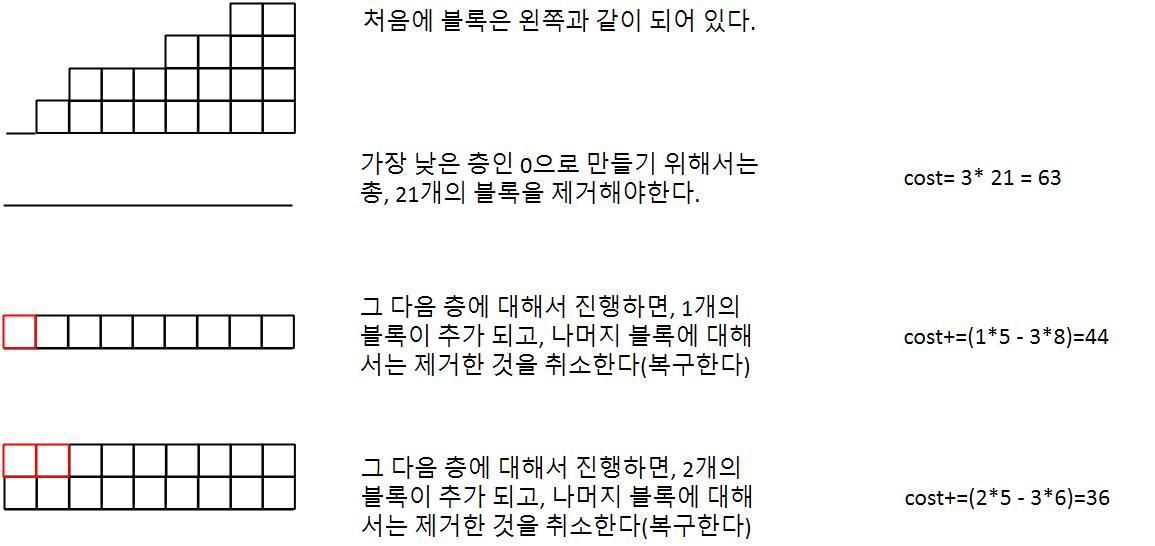 처음에 블록은 왼쪽과 같이 되어 있다.
가장 낮은 층인 0으로 만들기 위해서는
총, 21개의 블록을 제거해야한다.
cost= 3* 21 = 63
그 다음 층에 대해서 진행하면, 1개의
블록이 추가 되고, 나머지 블록에 대해
서는 제거한 것을 취소한다(복구한다)
cost+=(1*5 - 3*8)=44
그 다음 층에 대해서 진행하면, 2개의
블록이 추가 되고, 나머지 블록에 대해
서는 제거한 것을 취소한다(복구한다)
cost+=(2*5 - 3*6)=36